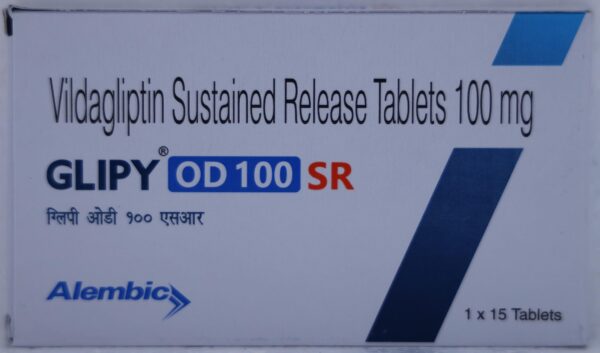 Vildagliptin Sustained Release Tablets 100 mg
GLIPY® OD 100 SR
ग्लिपी ओडी १०० एसआर
Alembic
1 x 15 Tablets